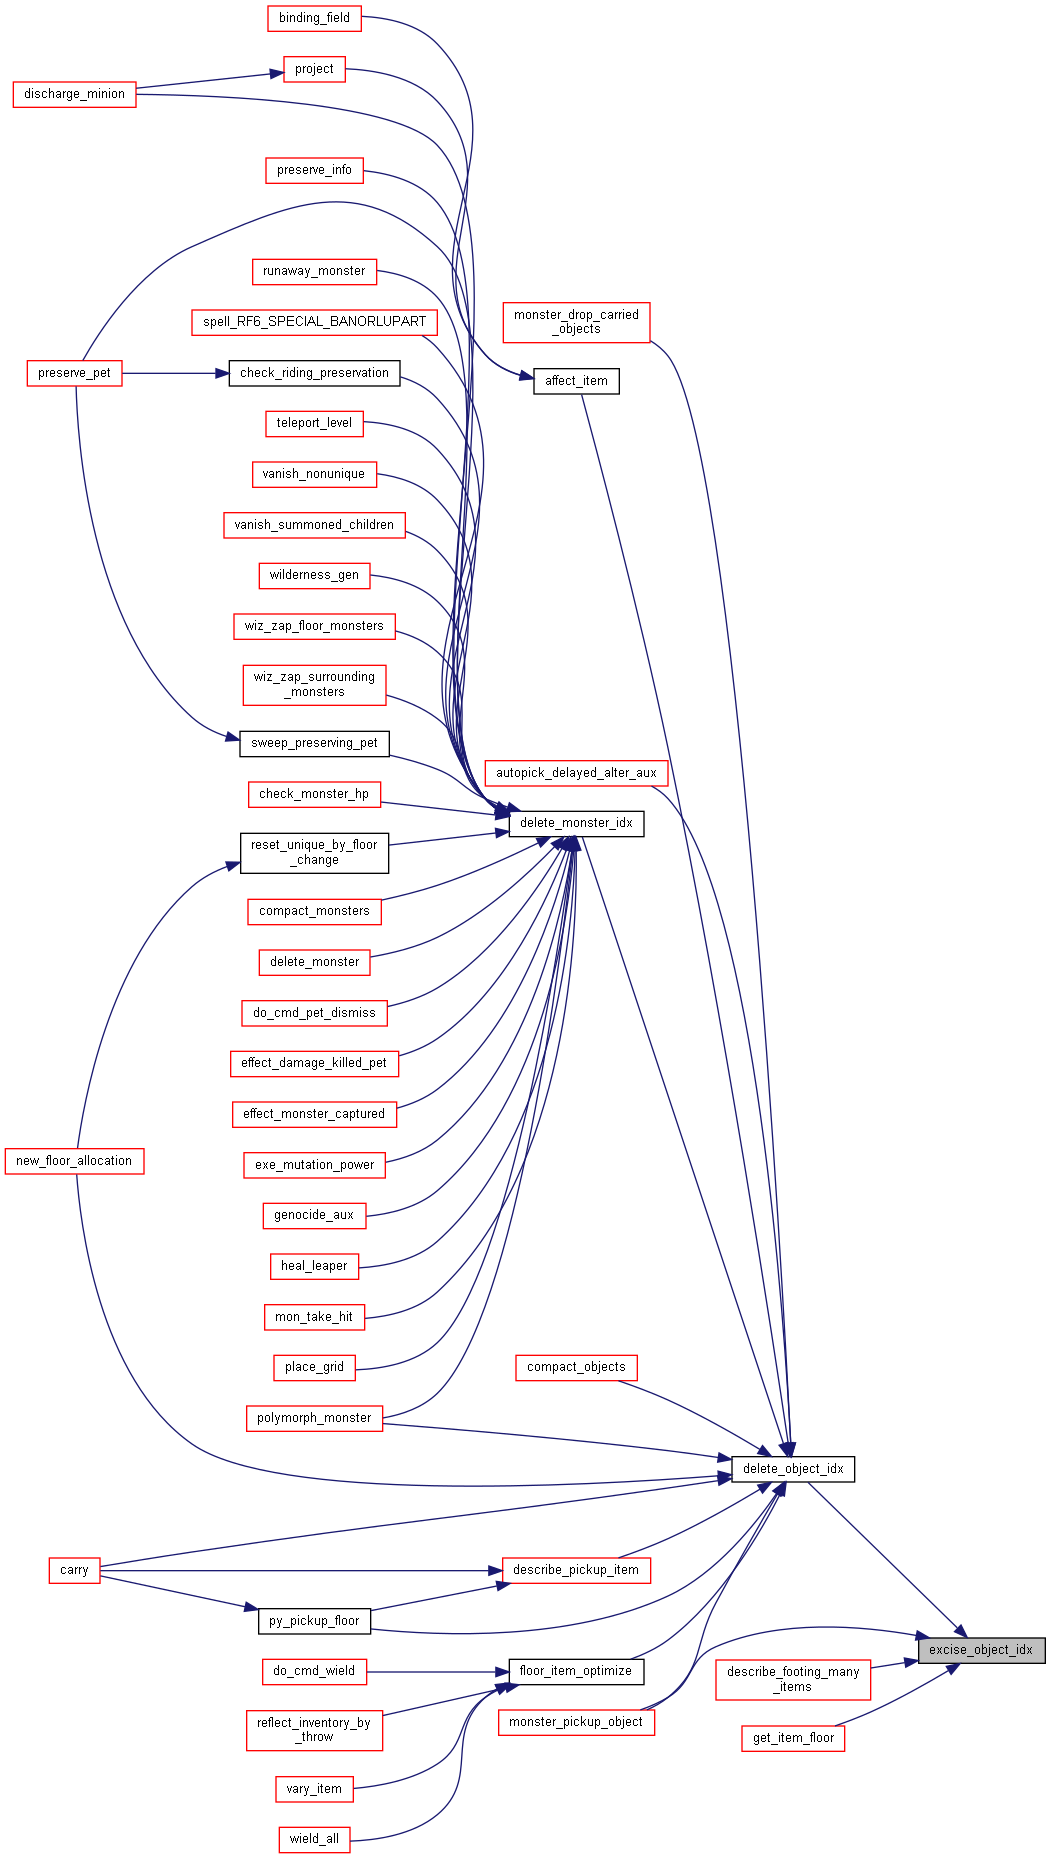 binding_field
project
discharge_minion
preserve_info
runaway_monster
spell_RF6_SPECIAL_BANORLUPART
monster_drop_carried
_objects
preserve_pet
check_riding_preservation
affect_item
teleport_level
vanish_nonunique
vanish_summoned_children
wilderness_gen
wiz_zap_floor_monsters
wiz_zap_surrounding
_monsters
sweep_preserving_pet
autopick_delayed_alter_aux
check_monster_hp
delete_monster_idx
reset_unique_by_floor
_change
compact_monsters
delete_monster
do_cmd_pet_dismiss
effect_damage_killed_pet
effect_monster_captured
new_floor_allocation
exe_mutation_power
genocide_aux
heal_leaper
mon_take_hit
place_grid
compact_objects
polymorph_monster
delete_object_idx
carry
describe_pickup_item
py_pickup_floor
excise_object_idx
do_cmd_wield
floor_item_optimize
describe_footing_many
_items
reflect_inventory_by
_throw
monster_pickup_object
get_item_floor
vary_item
wield_all